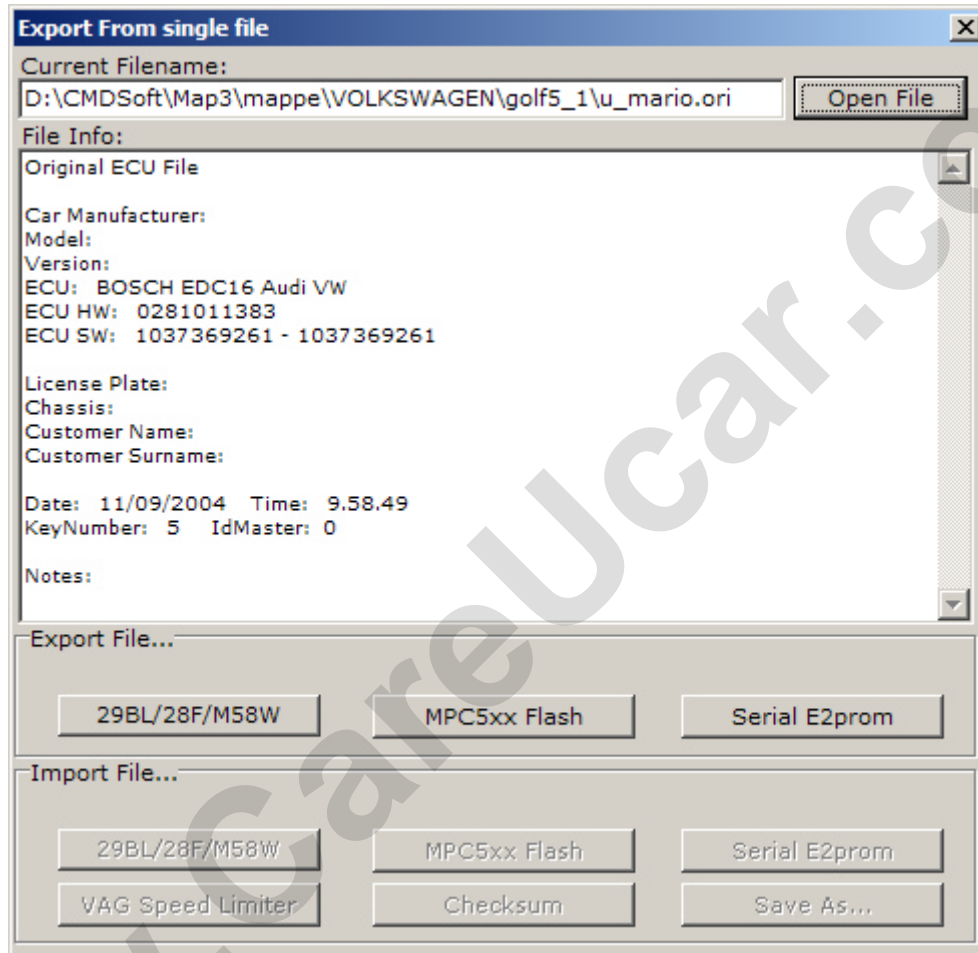 Export From single file
Current Filename:
D:\CMDSoft\Map3\mappe\VOLKSWAGEN\golf5_1\u_mario.ori
Open File
File Info:
Original ECU File
Car Manufacturer:
Model:
Version:
ECU: BOSCH EDC16 Audi VW
ECU HW: 0281011383
ECU SW: 1037369261 - 1037369261
License Plate:
Chassis:
Customer Name:
Customer Surname:
Date: 11/09/2004 Time: 9.58.49
KeyNumber: 5 IdMaster: 0
Notes:
Export File...
29BL/28F/M58W MPC5xx Flash Serial E2prom
Import File...
29BL/28F/M58W MPC5xx Flash Serial E2prom
VAG Speed Limiter Checksum Save As...
.CareUcar.co